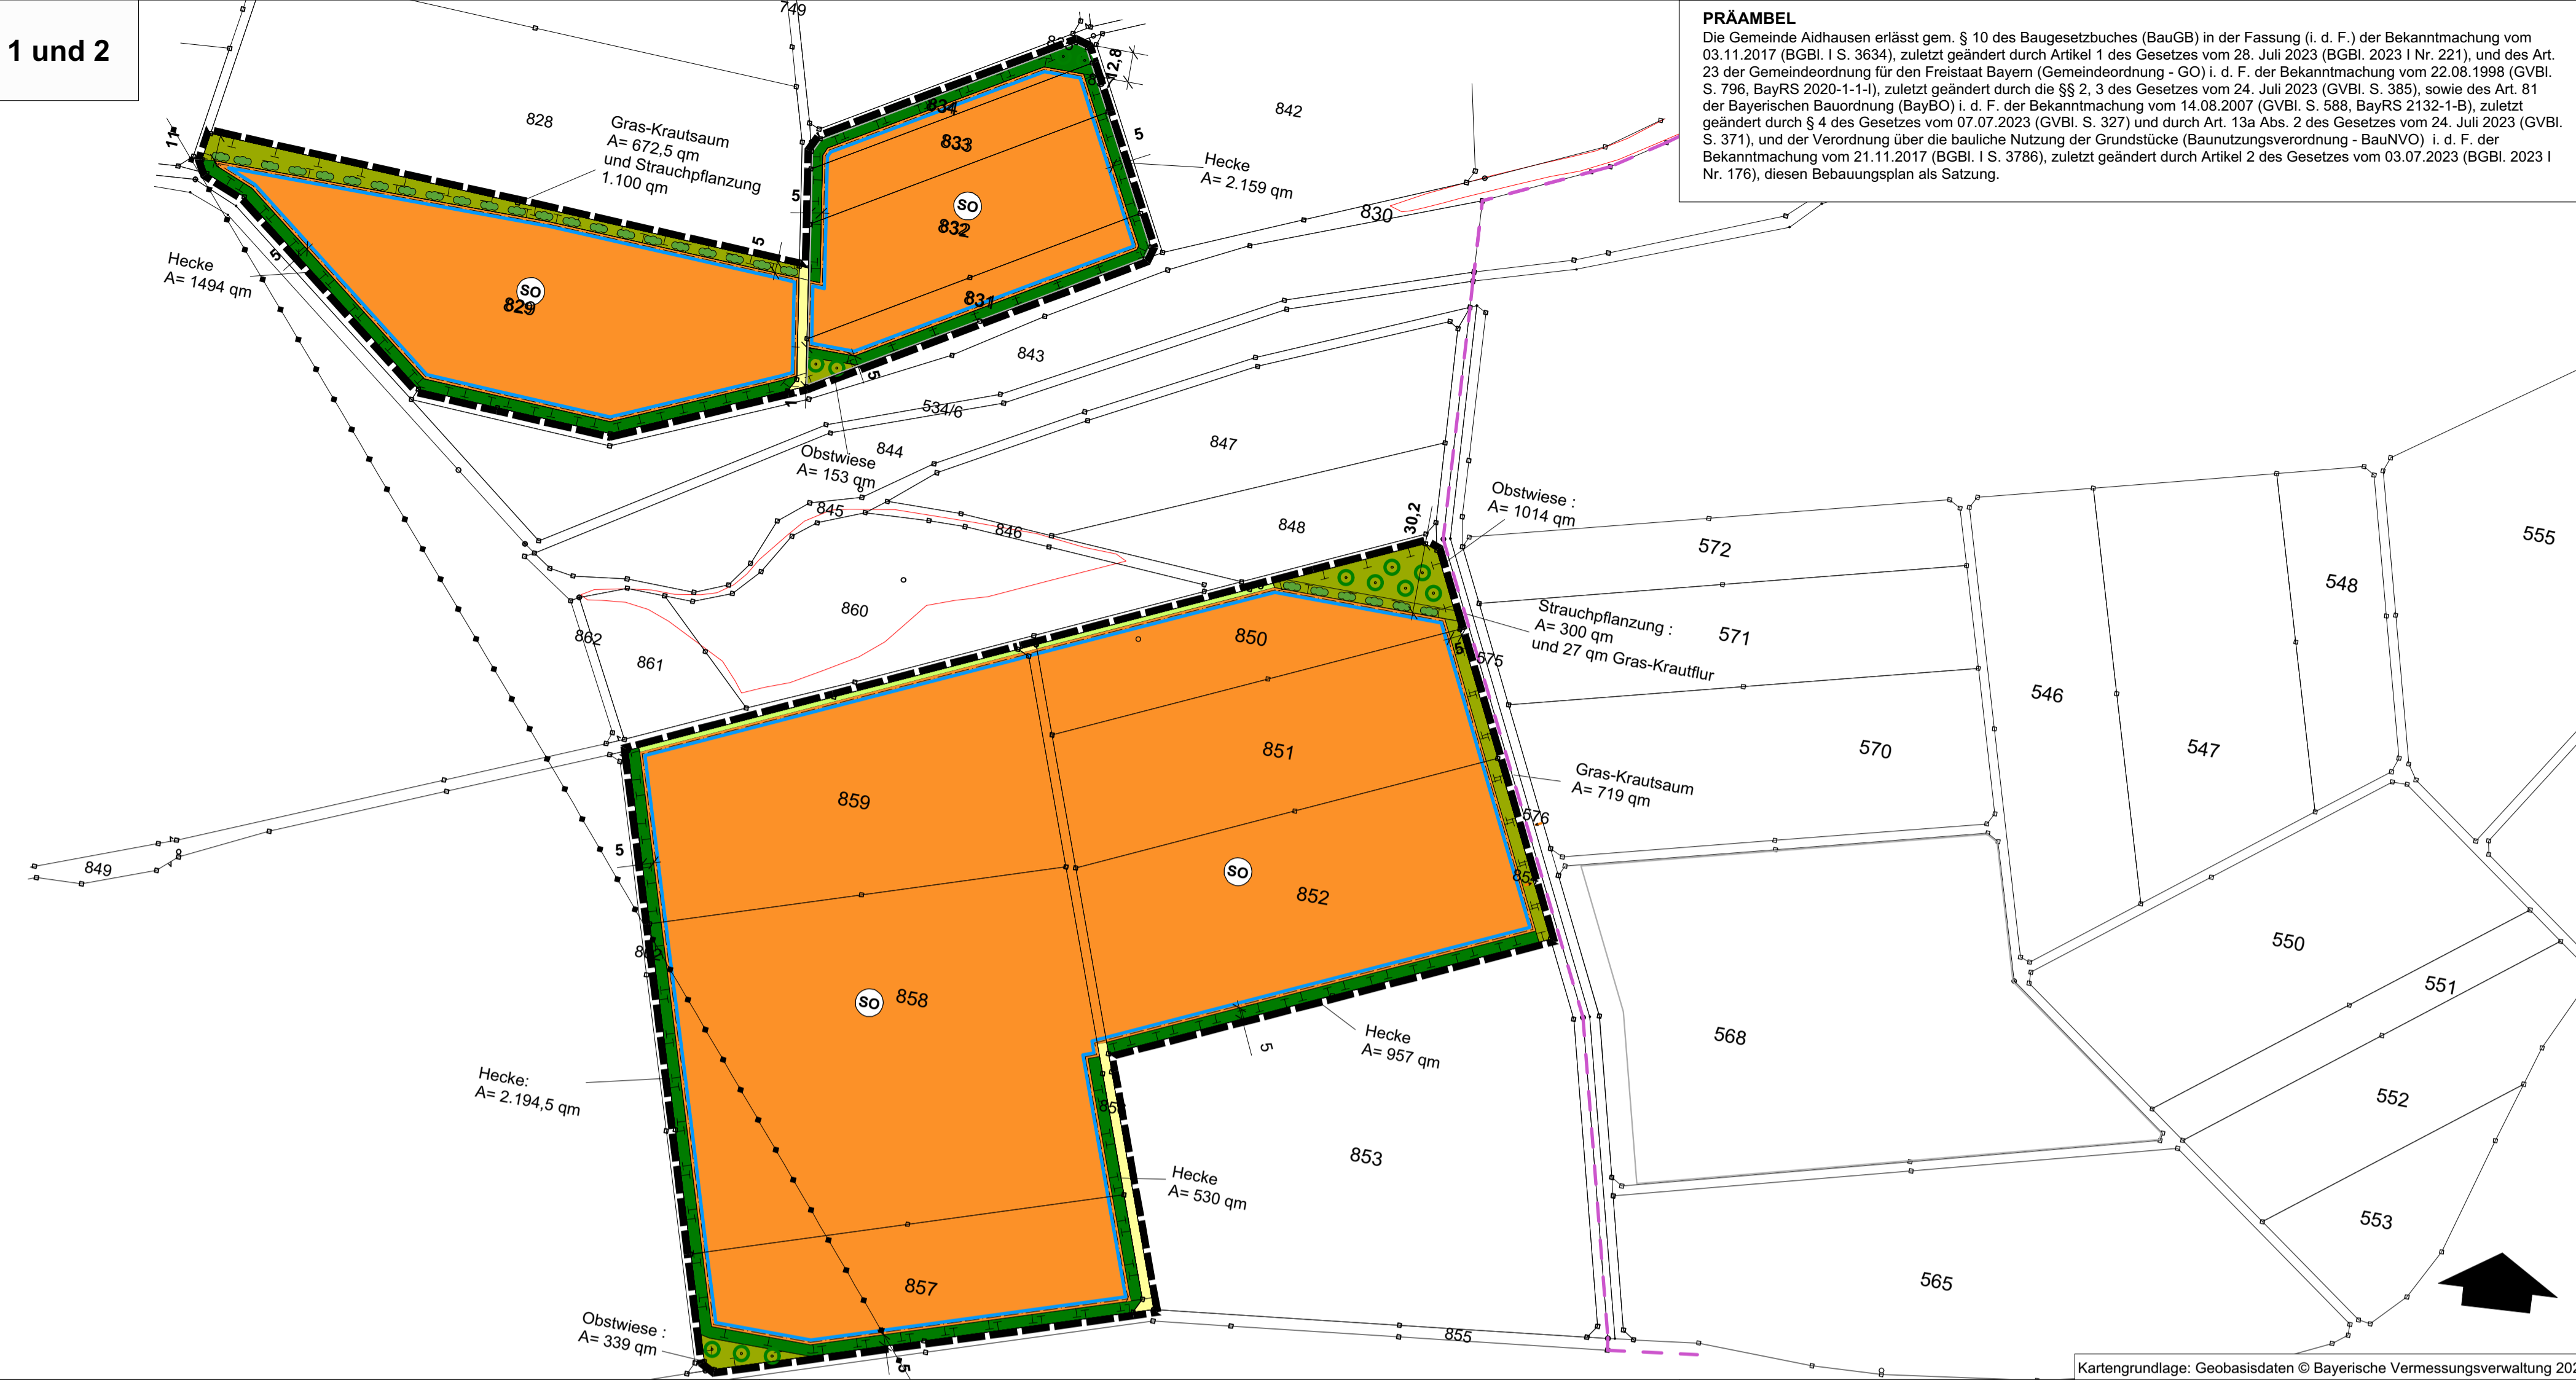 1 und 2
PRÄAMBEL
Die Gemeinde Aidhausen erlässt gem. § 10 des Baugesetzbuches (BauGB) in der Fassung (i. d. F.) der Bekanntmachung vom
03.11.2017 (BGBl. I S. 3634), zuletzt geändert durch Artikel 1 des Gesetzes vom 28. Juli 2023 (BGBl. 2023 I Nr. 221), und des Art.
23 der Gemeindeordnung für den Freistaat Bayern (Gemeindeordnung - GO) i. d. F. der Bekanntmachung vom 22.08.1998 (GVBl.
S. 796, BayRS 2020-1-1-I), zuletzt geändert durch die §§ 2, 3 des Gesetzes vom 24. Juli 2023 (GVBl. S. 385), sowie des Art. 81
der Bayerischen Bauordnung (BayBO) i. d. F. der Bekanntmachung vom 14.08.2007 (GVBl. S. 588, BayRS 2132-1-B), zuletzt
geändert durch § 4 des Gesetzes vom 07.07.2023 (GVBl. S. 327) und durch Art. 13a Abs. 2 des Gesetzes vom 24. Juli 2023 (GVBl.
S. 371), und der Verordnung über die bauliche Nutzung der Grundstücke (Baunutzungsverordnung - BauNVO) i. d. F. der
Bekanntmachung vom 21.11.2017 (BGBl. I S. 3786), zuletzt geändert durch Artikel 2 des Gesetzes vom 03.07.2023 (BGBl. 2023 I
Nr. 176), diesen Bebauungsplan als Satzung.
749
12,8
828
Gras-Krautsaum
A= 672,5 qm
und Strauchpflanzung
1.100 qm
834
833
842
5
Hecke
A= 2.159 qm
11
5
SO
832
830
5
5
Hecke
A= 1494 qm
SO
829
831
843
5
1
534/6
844
847
Obstwiese
A= 153 qm
6
845
846
848
30,2
Obstwiese :
A= 1014 qm
572
555
548
860
862
861
850
Strauchpflanzung :
A= 300 qm
und 27 qm Gras-Krautflur
571
5
575
546
547
570
851
859
Gras-Krautsaum
A= 719 qm
576
5
849
SO
852
550
551
SO
858
568
5
Hecke
A= 957 qm
Hecke:
A= 2.194,5 qm
552
853
Hecke
A= 530 qm
553
565
857
Obstwiese :
A= 339 qm
855
5
Kartengrundlage: Geobasisdaten © Bayerische Vermessungsverwaltung 202